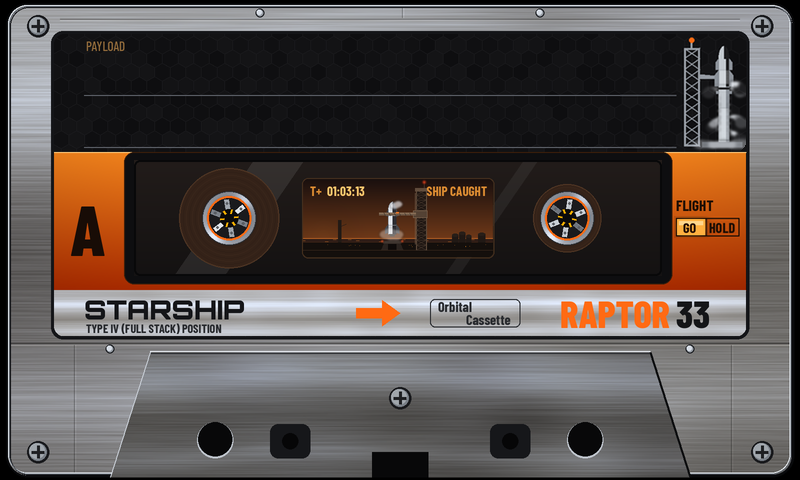 PAYLOAD
T+ 01:03:13
SHIP CAUGHT
A
FLIGHT
GO HOLD
STARSHIP
TYPE IV (FULL STACK) POSITION
Orbital
Cassette
RAPTOR 33